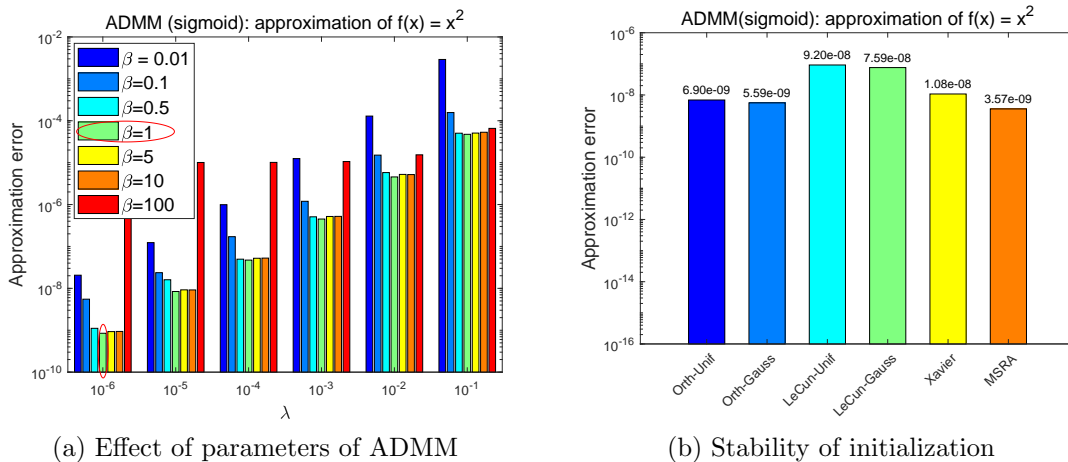 ADMM (sigmoid): approximation of f(x) = x²
10⁻²
10⁻⁴
10⁻⁶
10⁻⁸
10⁻¹⁰
Approximation error
β = 0.01
β=0.1
β=0.5
β=1
β=5
β=10
β=100
10⁻⁶ 10⁻⁵ 10⁻⁴ 10⁻³ 10⁻² 10⁻¹
λ
(a) Effect of parameters of ADMM
ADMM(sigmoid): approximation of f(x) = x²
10⁻⁶
10⁻⁸
10⁻¹⁰
10⁻¹²
10⁻¹⁴
10⁻¹⁶
Approximation error
6.90e-09 5.59e-09 9.20e-08 7.59e-08 1.08e-08 3.57e-09
Orth-Unif Orth-Gauss LeCun-Unif LeCun-Gauss Xavier MSRA
(b) Stability of initialization